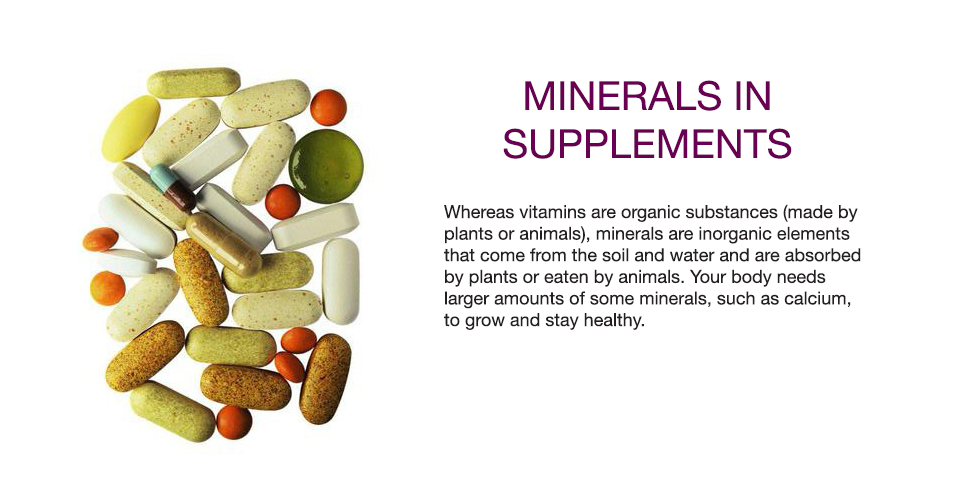 MINERALS IN
SUPPLEMENTS
Whereas vitamins are organic substances (made by
plants or animals), minerals are inorganic elements
that come from the soil and water and are absorbed
by plants or eaten by animals. Your body needs
larger amounts of some minerals, such as calcium,
to grow and stay healthy.